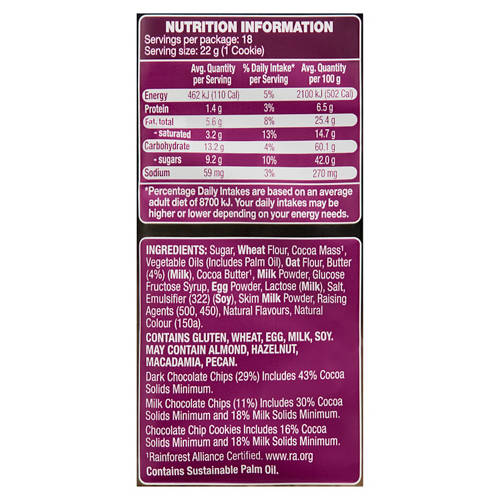 NUTRITION INFORMATION
Servings per package: 18
Serving size: 22 g (1 Cookie)
Avg. Quantity per Serving % Daily Intake* per Serving Avg. Quantity per 100 g
Energy 462 kJ (110 Cal) 5% 2100 kJ (502 Cal)
Protein 1.4 g 3% 6.5 g
Fat, total 5.6 g 8% 25.4 g
- saturated 3.2 g 13% 14.7 g
Carbohydrate 13.2 g 4% 60.1 g
- sugars 9.2 g 10% 42.0 g
Sodium 59 mg 3% 270 mg
*Percentage Daily Intakes are based on an average
adult diet of 8700 kJ. Your daily intakes may be
higher or lower depending on your energy needs.
INGREDIENTS: Sugar, Wheat Flour, Cocoa Mass¹,
Vegetable Oils (Includes Palm Oil), Oat Flour, Butter
(4%) (Milk), Cocoa Butter¹, Milk Powder, Glucose
Fructose Syrup, Egg Powder, Lactose (Milk), Salt,
Emulsifier (322) (Soy), Skim Milk Powder, Raising
Agents (500, 450), Natural Flavours, Natural
Colour (150a).
CONTAINS GLUTEN, WHEAT, EGG, MILK, SOY.
MAY CONTAIN ALMOND, HAZELNUT,
MACADAMIA, PECAN.
Dark Chocolate Chips (29%) Includes 43% Cocoa
Solids Minimum.
Milk Chocolate Chips (11%) Includes 30% Cocoa
Solids Minimum and 18% Milk Solids Minimum.
Chocolate Chip Cookies Includes 16% Cocoa
Solids Minimum and 18% Milk Solids Minimum.
¹Rainforest Alliance Certified. www.ra.org
Contains Sustainable Palm Oil.